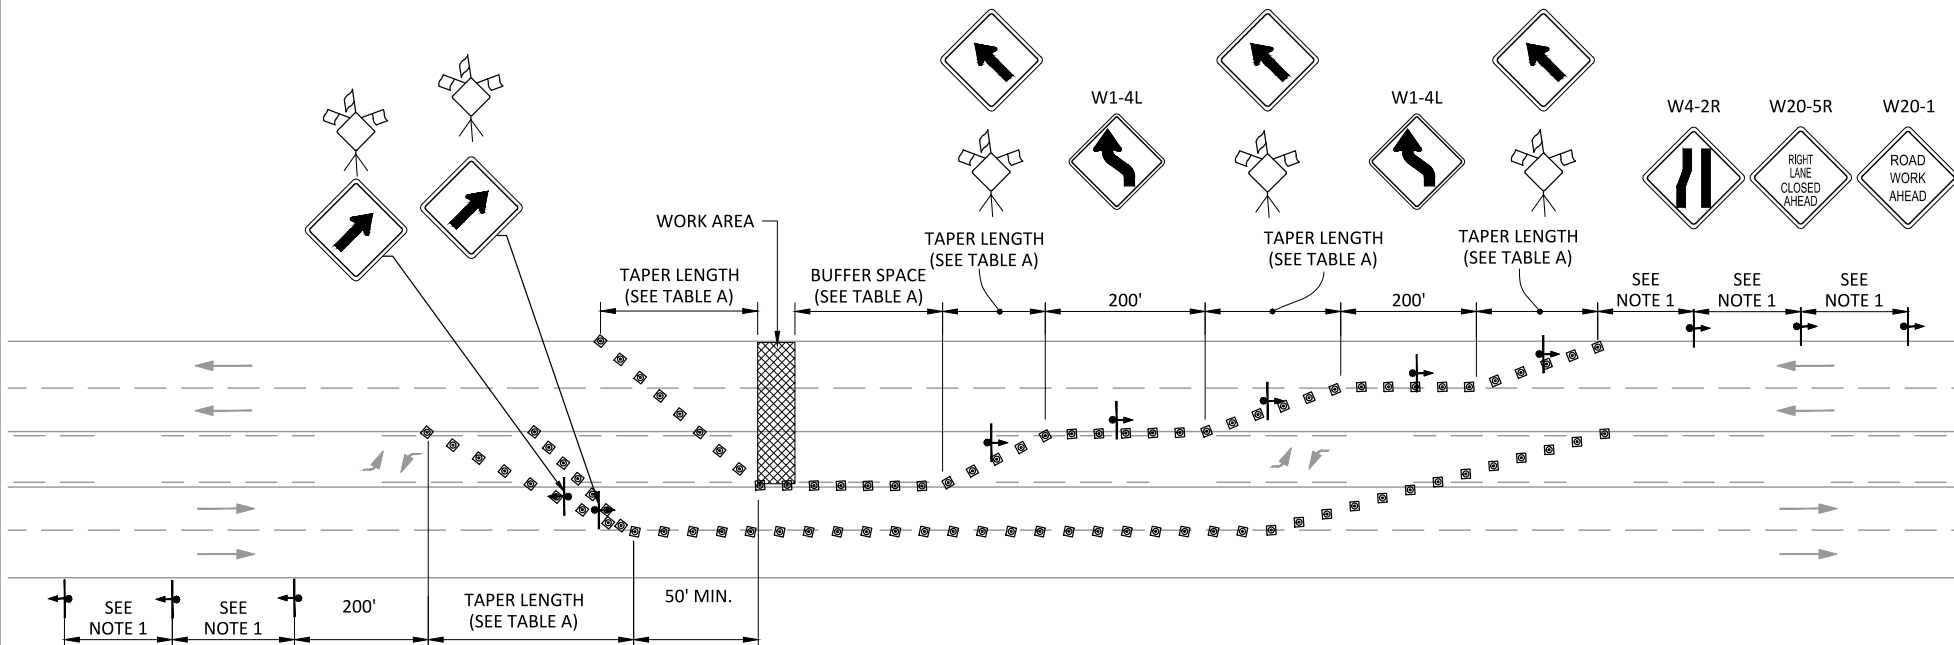 W1-4L
W1-4L
W4-2R
W20-5R
W20-1
RIGHT
LANE
CLOSED
AHEAD
ROAD
WORK
AHEAD
WORK AREA
TAPER LENGTH
(SEE TABLE A)
BUFFER SPACE
(SEE TABLE A)
TAPER LENGTH
(SEE TABLE A)
200'
TAPER LENGTH
(SEE TABLE A)
200'
TAPER LENGTH
(SEE TABLE A)
SEE
NOTE 1
SEE
NOTE 1
SEE
NOTE 1
SEE
NOTE 1
SEE
NOTE 1
200'
TAPER LENGTH
(SEE TABLE A)
50' MIN.